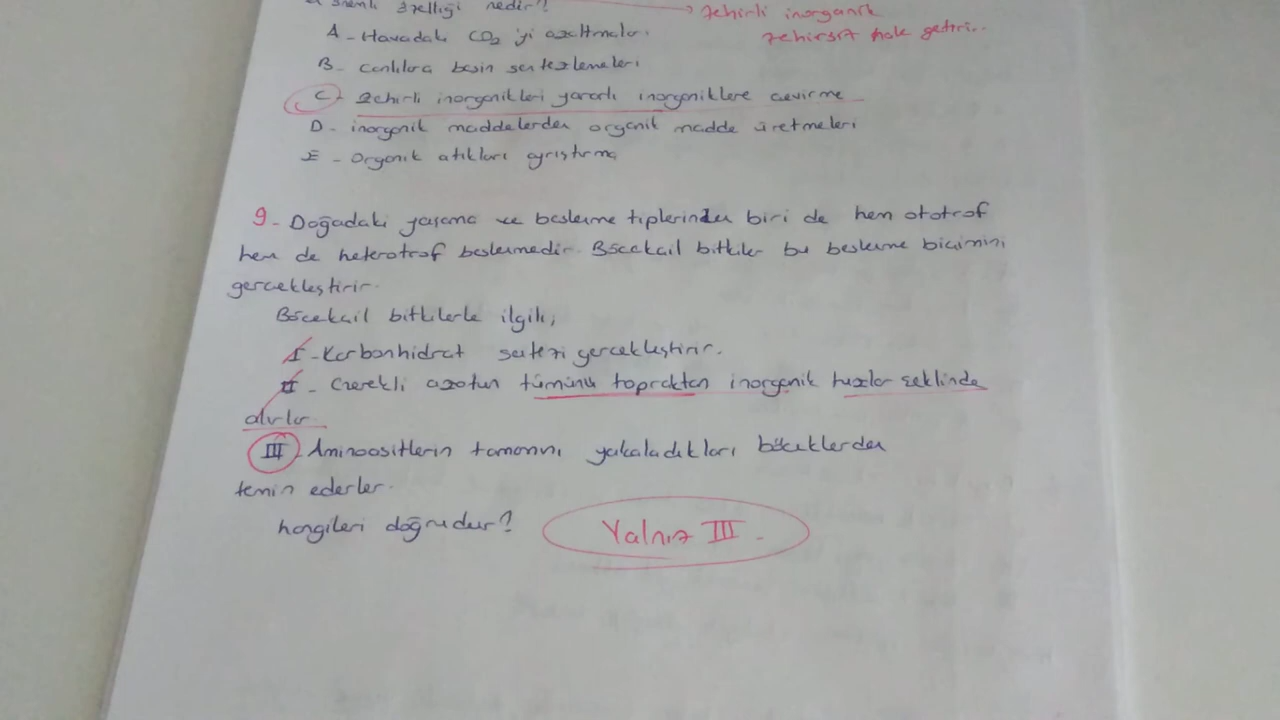 özelliği nedir?
→ zehirli inorganik
zehirsiz hale getiri..
A - Havadaki CO2 'yi azaltmaları
B - canlılara besin sentezlemeleri
C - Zehirli inorganikleri yararlı inorganiklere çevirme
D - inorganik maddelerden organik madde üretmeleri
E - Organik atıkları ayrıştırma
9 - Doğadaki yaşama ve beslenme tiplerinden biri de hem ototrof
hem de heterotrof beslenmedir. Böcekçil bitkiler bu beslenme biçimini
gerçekleştirir.
Böcekçil bitkilerle ilgili,
I - Karbonhidrat sentezi gerçekleştirir.
II - Gerekli azotun tümünü topraktan inorganik tuzlar şeklinde
alırlar
III Aminoasitlerin tamamını yakaladıkları böceklerden
temin ederler.
hangileri doğrudur? Yalnız III.